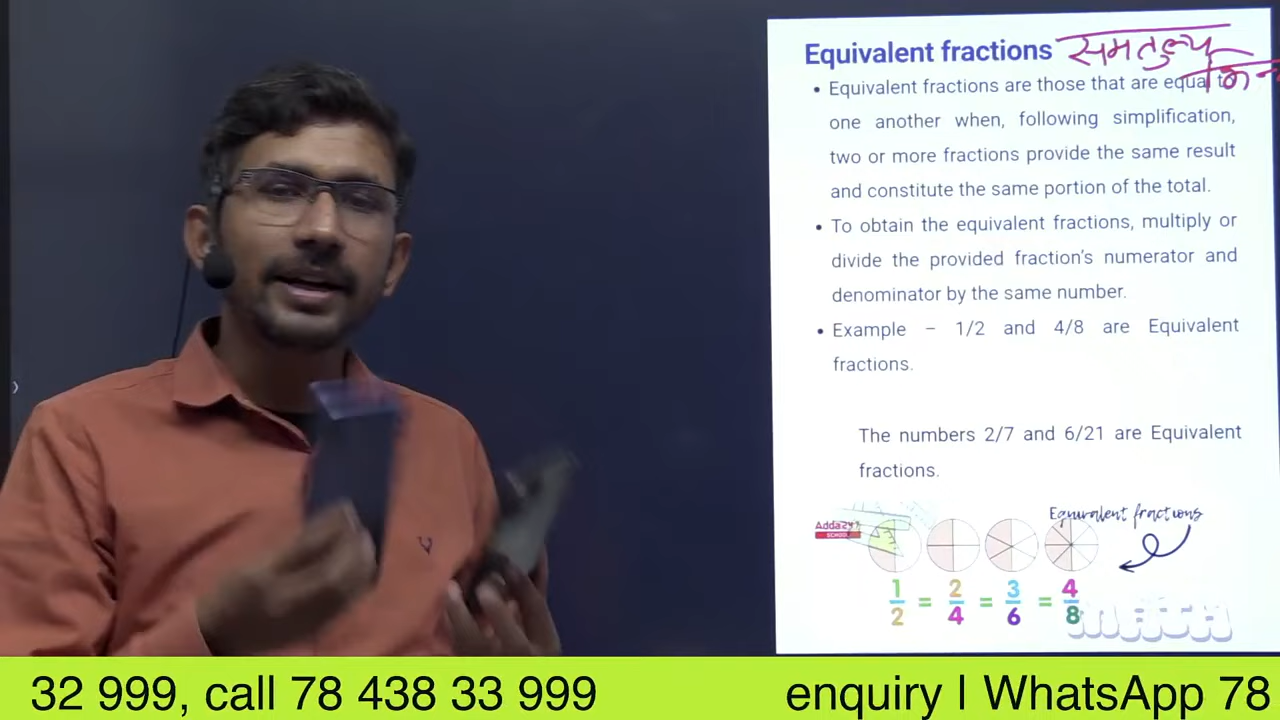 Equivalent fractions समतुल्य भिन्न
• Equivalent fractions are those that are equal to
one another when, following simplification,
two or more fractions provide the same result
and constitute the same portion of the total.
• To obtain the equivalent fractions, multiply or
divide the provided fraction's numerator and
denominator by the same number.
• Example – 1/2 and 4/8 are Equivalent
fractions.
The numbers 2/7 and 6/21 are Equivalent
fractions.
Equivalent fractions
Adda247
SCHOOL
1/2 = 2/4 = 3/6 = 4/8
MATH
32 999, call 78 438 33 999 enquiry I WhatsApp 78